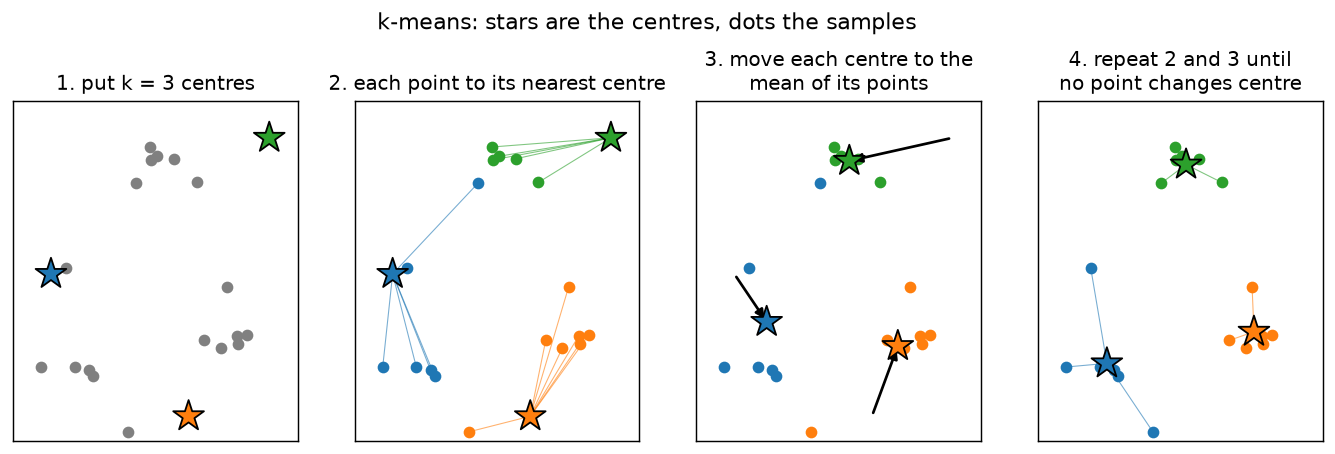 k-means: stars are the centres, dots the samples
1. put k = 3 centres
2. each point to its nearest centre
3. move each centre to the
mean of its points
4. repeat 2 and 3 until
no point changes centre